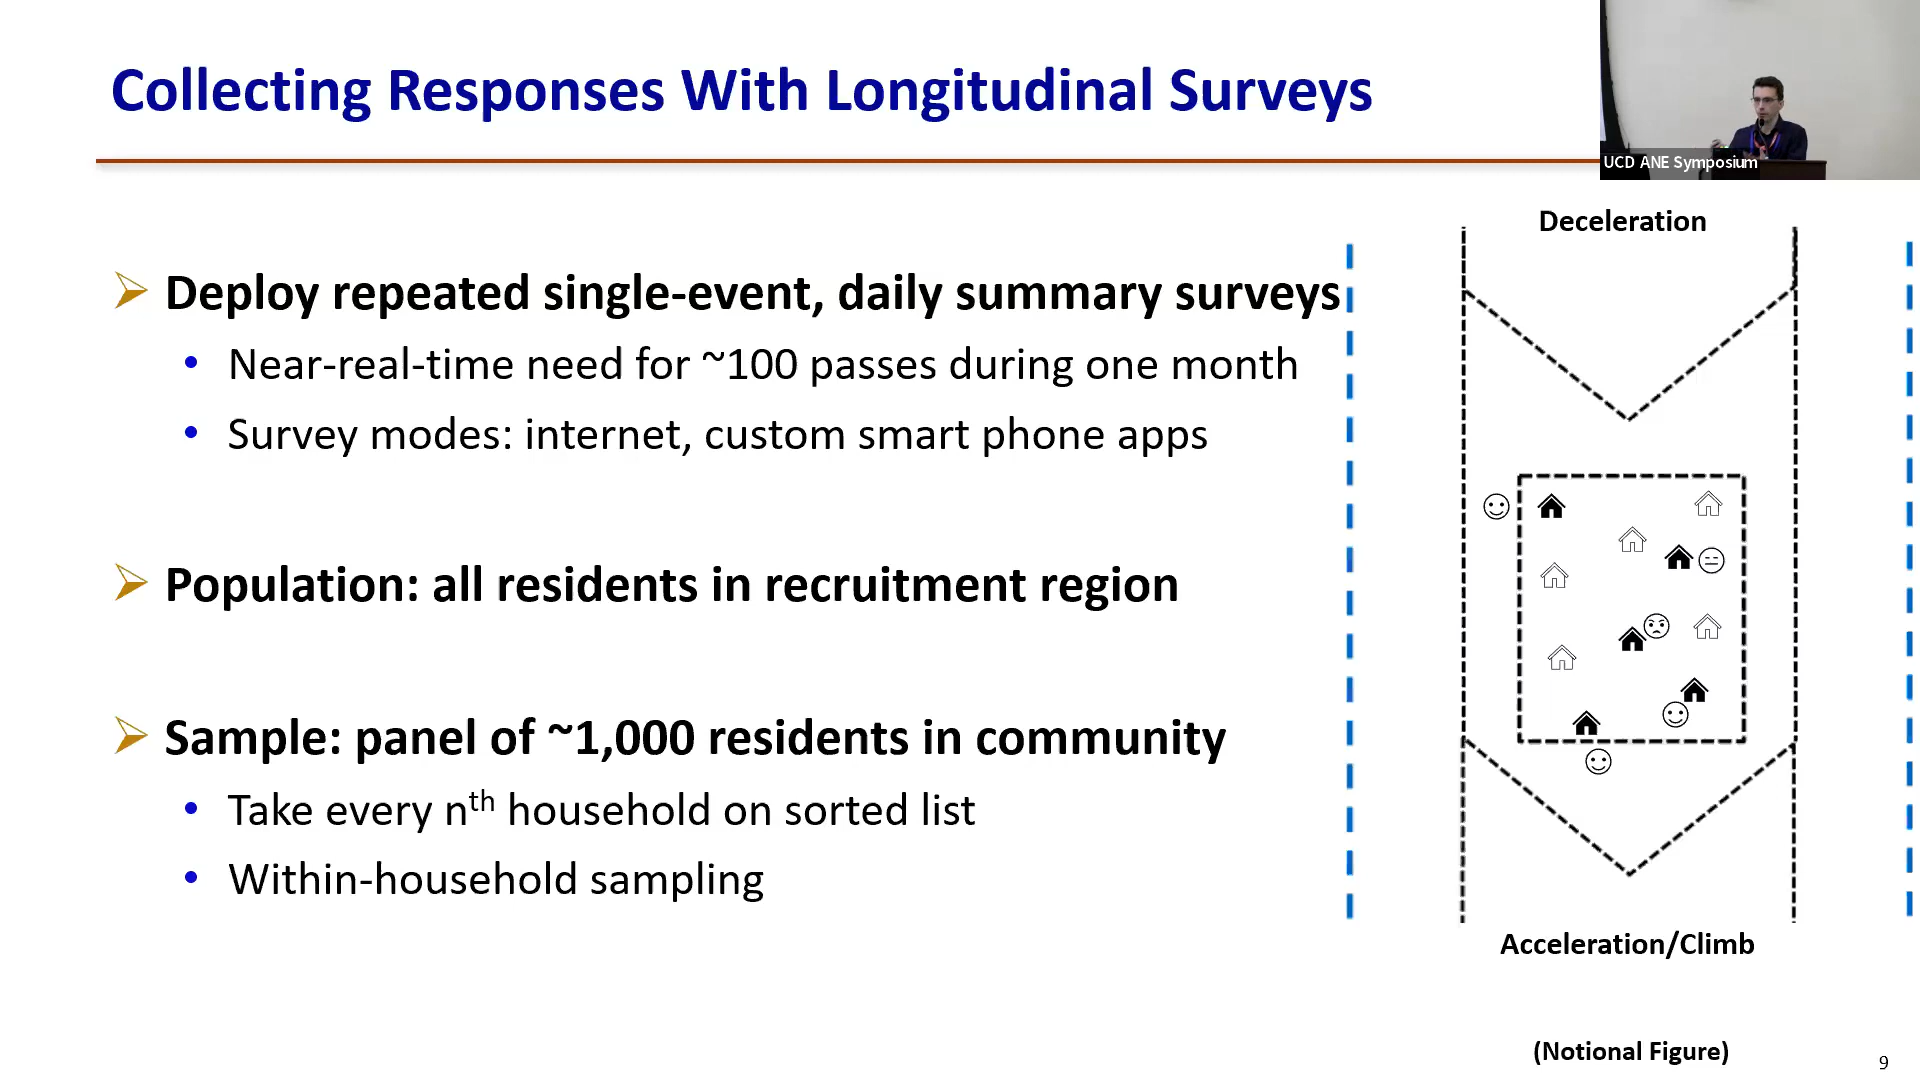 Collecting Responses With Longitudinal Surveys
UCD ANE Symposium
Deploy repeated single-event, daily summary surveys
Near-real-time need for ~100 passes during one month
Survey modes: internet, custom smart phone apps
Population: all residents in recruitment region
Sample: panel of ~1,000 residents in community
Take every nth household on sorted list
Within-household sampling
Deceleration
Acceleration/Climb
(Notional Figure)
9